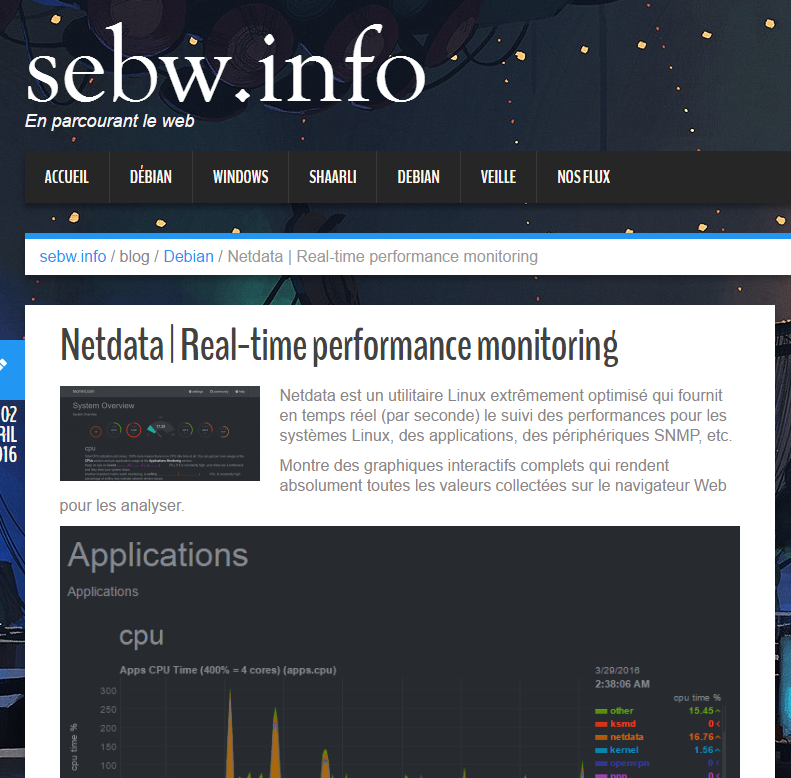 sebw.info
En parcourant le web
ACCUEIL DÉBIAN WINDOWS SHAARLI DEBIAN VEILLE NOS FLUX
sebw.info / blog / Debian / Netdata | Real-time performance monitoring
Netdata | Real-time performance monitoring
02
RIL
016
System Overview
cpu
Netdata est un utilitaire Linux extrêmement optimisé qui fournit
en temps réel (par seconde) le suivi des performances pour les
systèmes Linux, des applications, des périphériques SNMP, etc.
Montre des graphiques interactifs complets qui rendent
absolument toutes les valeurs collectées sur le navigateur Web
pour les analyser.
Applications
Applications
cpu
Apps CPU Time (400% = 4 cores) (apps.cpu)
3/29/2016
2:38:06 AM
cpu time %
other 15.45
ksmd 0
netdata 16.76
kernel 1.56
openvpn 0
cpu time %
300
250
200
150
100